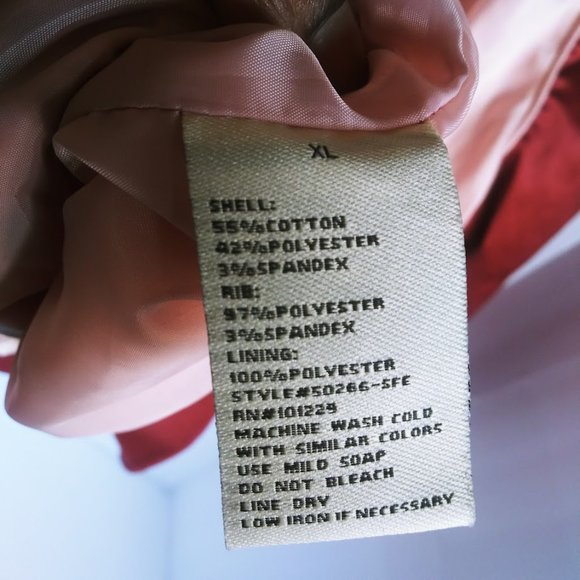 XL
SHELL:
55%COTTON
42%POLYESTER
3%SPANDEX
RIB:
97%POLYESTER
3%SPANDEX
LINING:
100%POLYESTER
STYLE#50266-SFE
RN#101229
MACHINE WASH COLD
WITH SIMILAR COLORS
USE MILD SOAP
DO NOT BLEACH
LINE DRY
LOW IRON IF NECESSARY